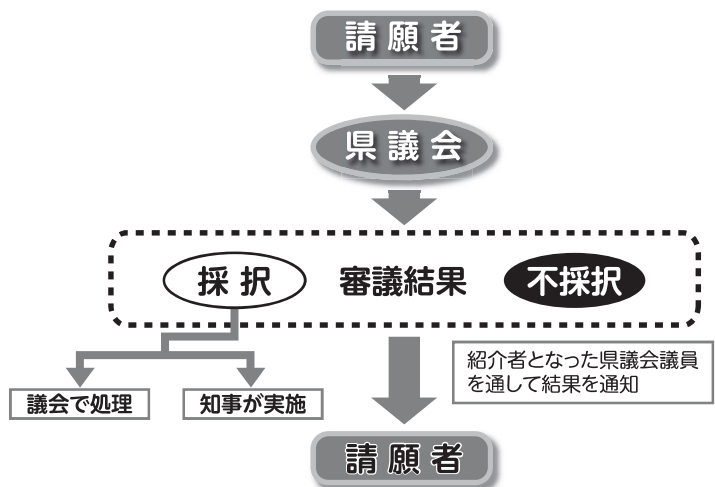 請願者
県議会
採択 審議結果 不採択
紹介者となった県議会議員
を通して結果を通知
議会で処理 知事が実施
請願者